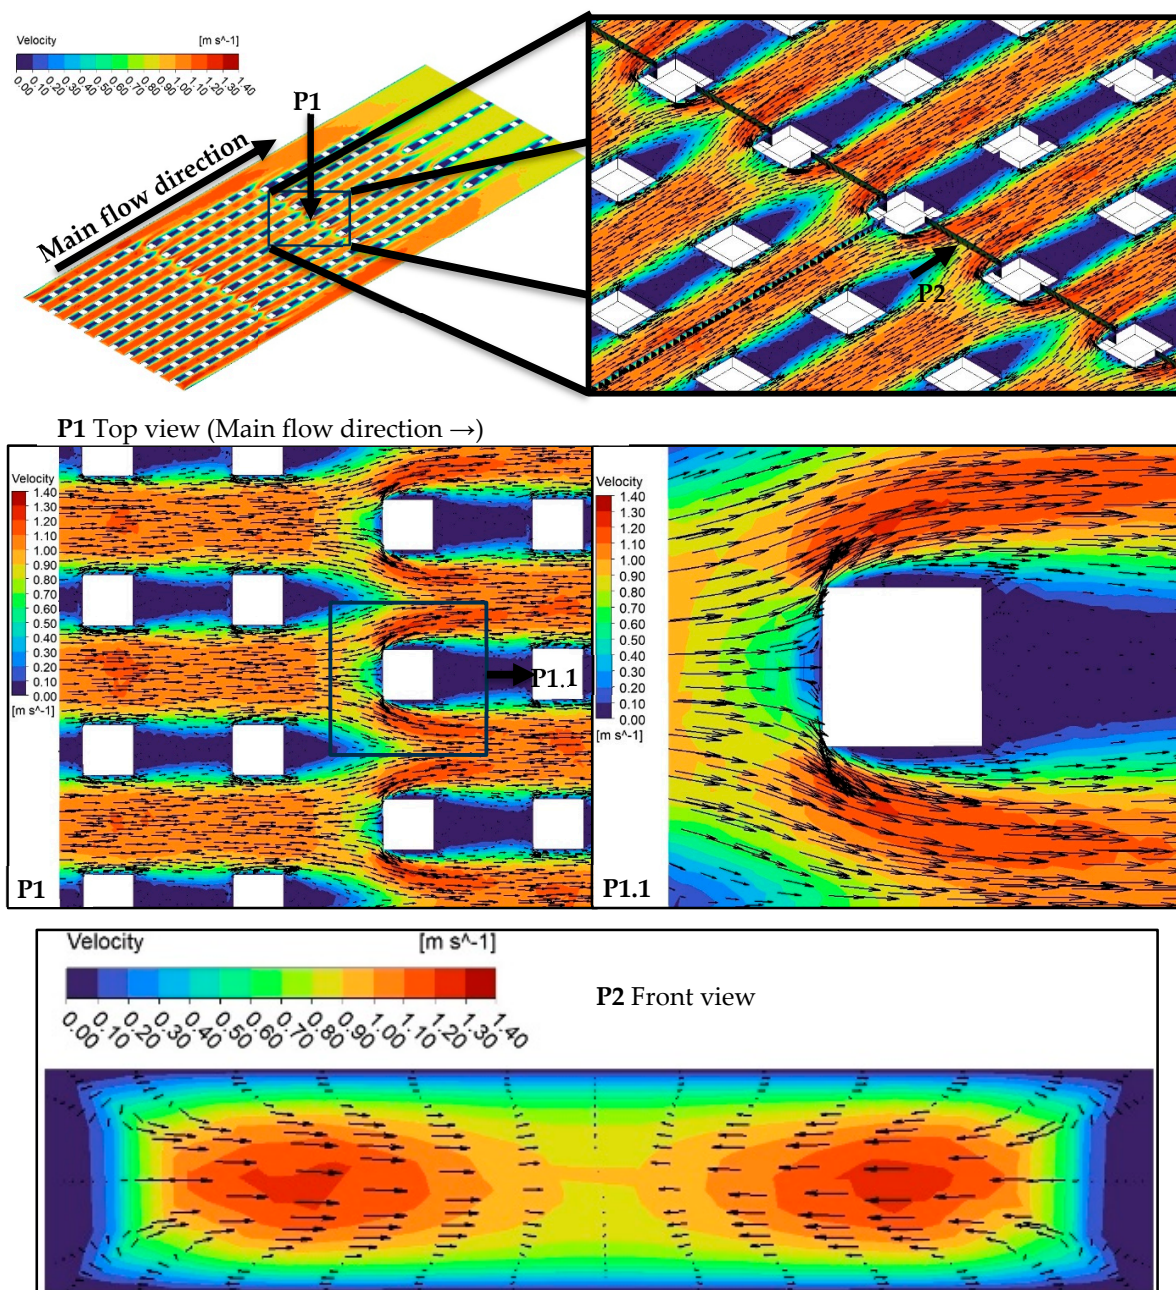 Velocity [m s^-1]
0.00 0.10 0.20 0.30 0.40 0.50 0.60 0.70 0.80 0.90 1.00 1.10 1.20 1.30 1.40
P1
Main flow direction
P2
P1 Top view (Main flow direction →)
Velocity
1.40
1.30
1.20
1.10
1.00
0.90
0.80
0.70
0.60
0.50
0.40
0.30
0.20
0.10
0.00
[m s^-1]
P1.1
P1
Velocity
1.40
1.30
1.20
1.10
1.00
0.90
0.80
0.70
0.60
0.50
0.40
0.30
0.20
0.10
0.00
[m s^-1]
P1.1
Velocity [m s^-1]
0.00 0.10 0.20 0.30 0.40 0.50 0.60 0.70 0.80 0.90 1.00 1.10 1.20 1.30 1.40
P2 Front view